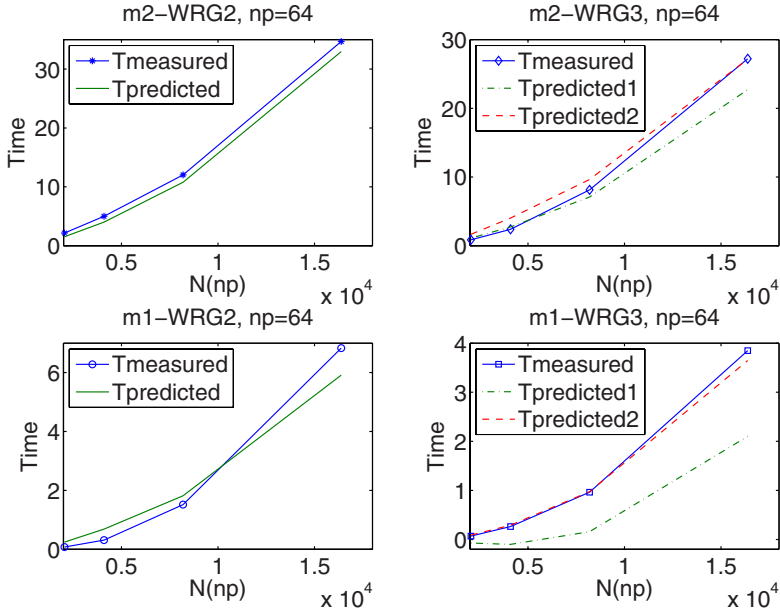 m2−WRG2, np=64
Tmeasured
Tpredicted
30
20
10
0
Time
0.5 1 1.5
N(np)
x 10^4
m2−WRG3, np=64
Tmeasured
Tpredicted1
Tpredicted2
30
20
10
0
Time
0.5 1 1.5
N(np)
x 10^4
m1−WRG2, np=64
Tmeasured
Tpredicted
6
4
2
0
Time
0.5 1 1.5
N(np)
x 10^4
m1−WRG3, np=64
Tmeasured
Tpredicted1
Tpredicted2
4
3
2
1
0
Time
0.5 1 1.5
N(np)
x 10^4